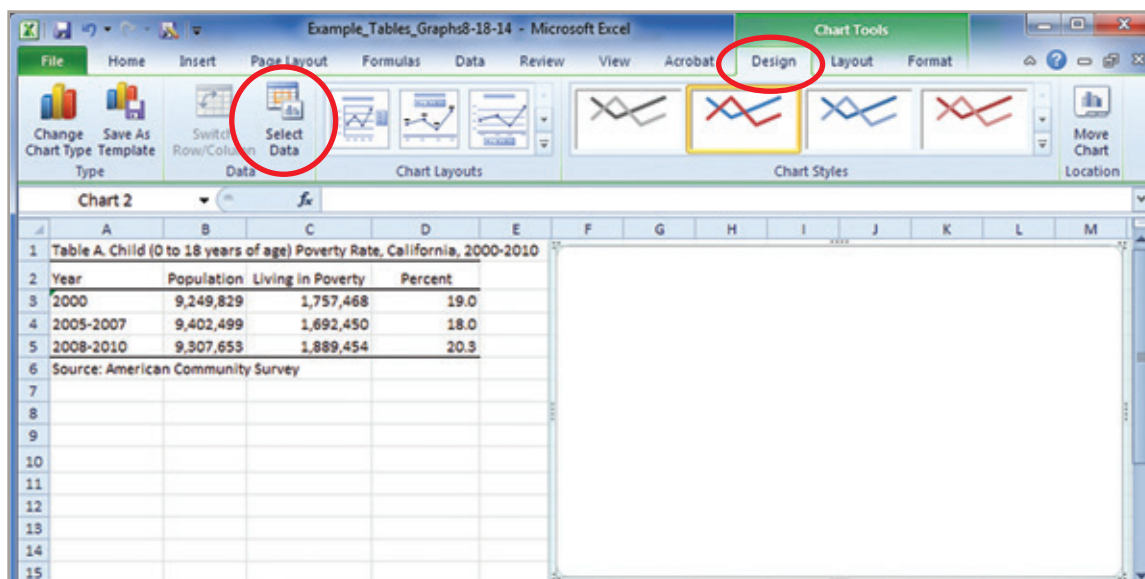 Example_Tables_Graphs8-18-14 - Microsoft Excel
Chart Tools
File Home Insert Page Layout Formulas Data Review View Acrobat Design Layout Format
Change Chart Type
Save As Template
Switch Row/Column
Select Data
Move Chart
Type Data Chart Layouts Chart Styles Location
Chart 2 fx
A B C D E F G H I J K L M
1 Table A. Child (0 to 18 years of age) Poverty Rate, California, 2000-2010
2 Year Population Living in Poverty Percent
3 2000 9,249,829 1,757,468 19.0
4 2005-2007 9,402,499 1,692,450 18.0
5 2008-2010 9,307,653 1,889,454 20.3
6 Source: American Community Survey
7
8
9
10
11
12
13
14
15